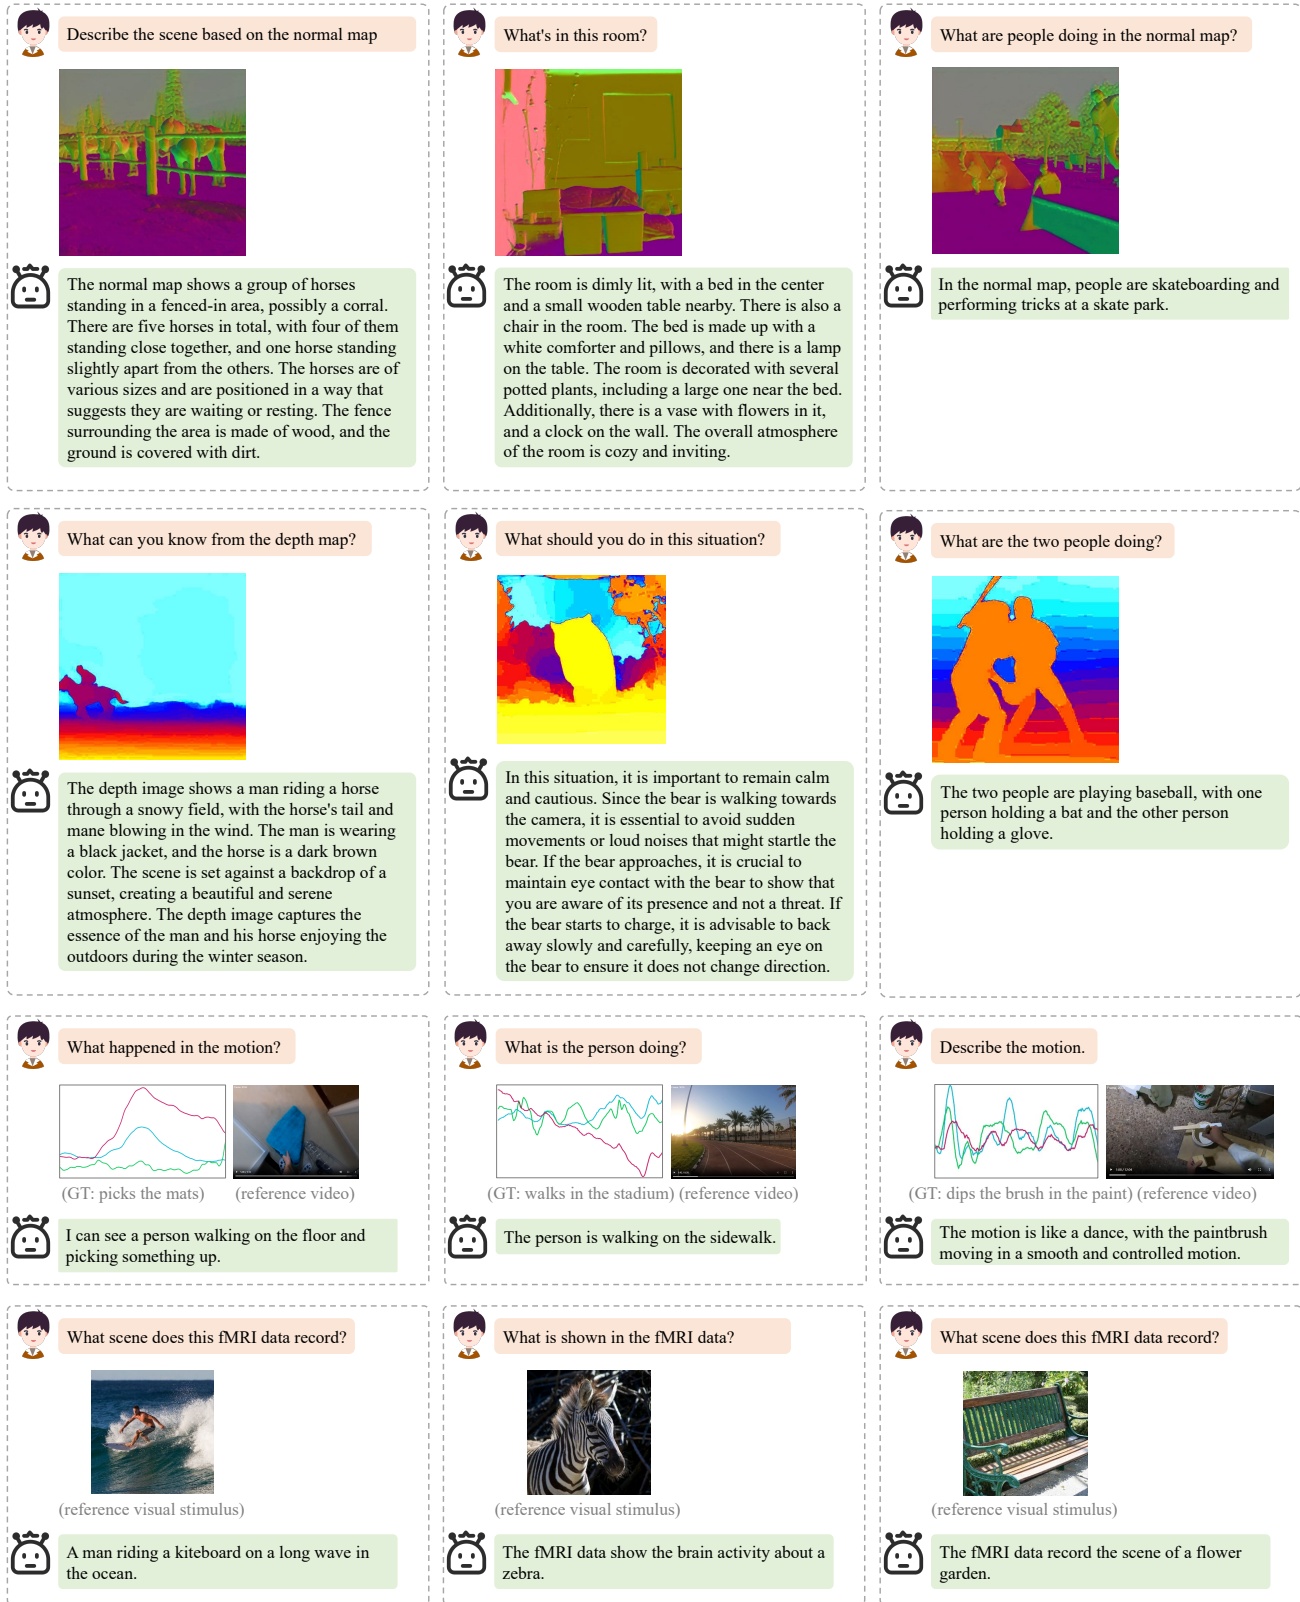 Describe the scene based on the normal map
The normal map shows a group of horses
standing in a fenced-in area, possibly a corral.
There are five horses in total, with four of them
standing close together, and one horse standing
slightly apart from the others. The horses are of
various sizes and are positioned in a way that
suggests they are waiting or resting. The fence
surrounding the area is made of wood, and the
ground is covered with dirt.
What's in this room?
The room is dimly lit, with a bed in the center
and a small wooden table nearby. There is also a
chair in the room. The bed is made up with a
white comforter and pillows, and there is a lamp
on the table. The room is decorated with several
potted plants, including a large one near the bed.
Additionally, there is a vase with flowers in it,
and a clock on the wall. The overall atmosphere
of the room is cozy and inviting.
What are people doing in the normal map?
In the normal map, people are skateboarding and
performing tricks at a skate park.
What can you know from the depth map?
The depth image shows a man riding a horse
through a snowy field, with the horse's tail and
mane blowing in the wind. The man is wearing
a black jacket, and the horse is a dark brown
color. The scene is set against a backdrop of a
sunset, creating a beautiful and serene
atmosphere. The depth image captures the
essence of the man and his horse enjoying the
outdoors during the winter season.
What should you do in this situation?
In this situation, it is important to remain calm
and cautious. Since the bear is walking towards
the camera, it is essential to avoid sudden
movements or loud noises that might startle the
bear. If the bear approaches, it is crucial to
maintain eye contact with the bear to show that
you are aware of its presence and not a threat. If
the bear starts to charge, it is advisable to back
away slowly and carefully, keeping an eye on
the bear to ensure it does not change direction.
What are the two people doing?
The two people are playing baseball, with one
person holding a bat and the other person
holding a glove.
What happened in the motion?
(GT: picks the mats)
(reference video)
I can see a person walking on the floor and
picking something up.
What is the person doing?
(GT: walks in the stadium) (reference video)
The person is walking on the sidewalk.
Describe the motion.
(GT: dips the brush in the paint) (reference video)
The motion is like a dance, with the paintbrush
moving in a smooth and controlled motion.
What scene does this fMRI data record?
(reference visual stimulus)
A man riding a kiteboard on a long wave in
the ocean.
What is shown in the fMRI data?
(reference visual stimulus)
The fMRI data show the brain activity about a
zebra.
What scene does this fMRI data record?
(reference visual stimulus)
The fMRI data record the scene of a flower
garden.